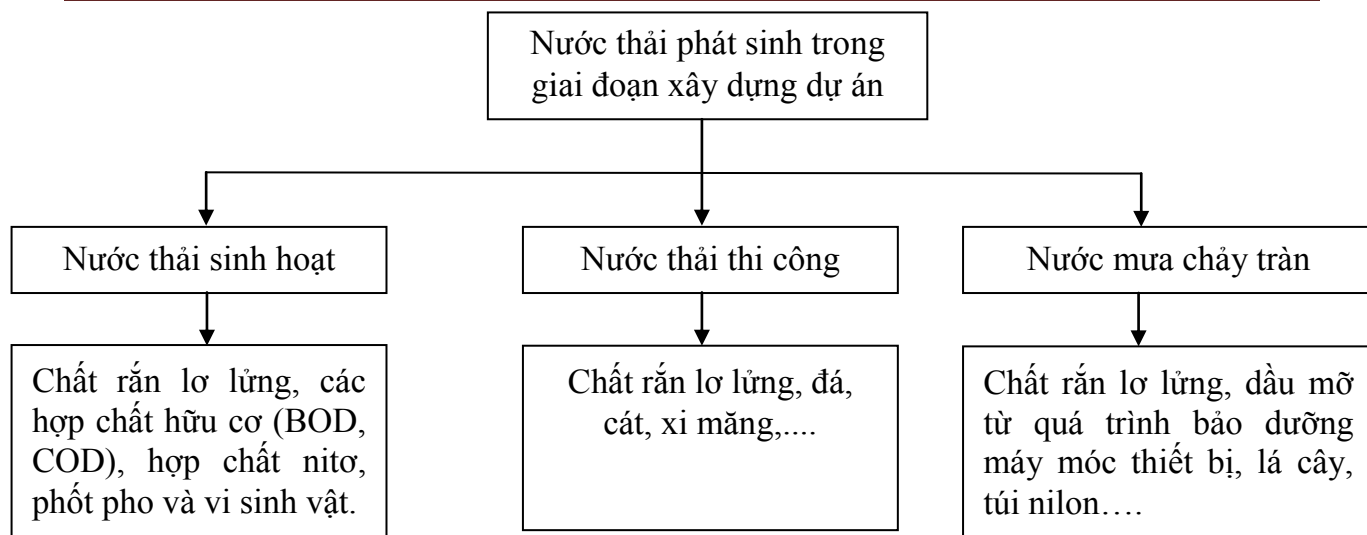 Nước thải phát sinh trong
giai đoạn xây dựng dự án
Nước thải sinh hoạt
Nước thải thi công
Nước mưa chảy tràn
Chất rắn lơ lửng, các
hợp chất hữu cơ (BOD,
COD), hợp chất nitơ,
phốt pho và vi sinh vật.
Chất rắn lơ lửng, đá,
cát, xi măng,....
Chất rắn lơ lửng, dầu mỡ
từ quá trình bảo dưỡng
máy móc thiết bị, lá cây,
túi nilon….